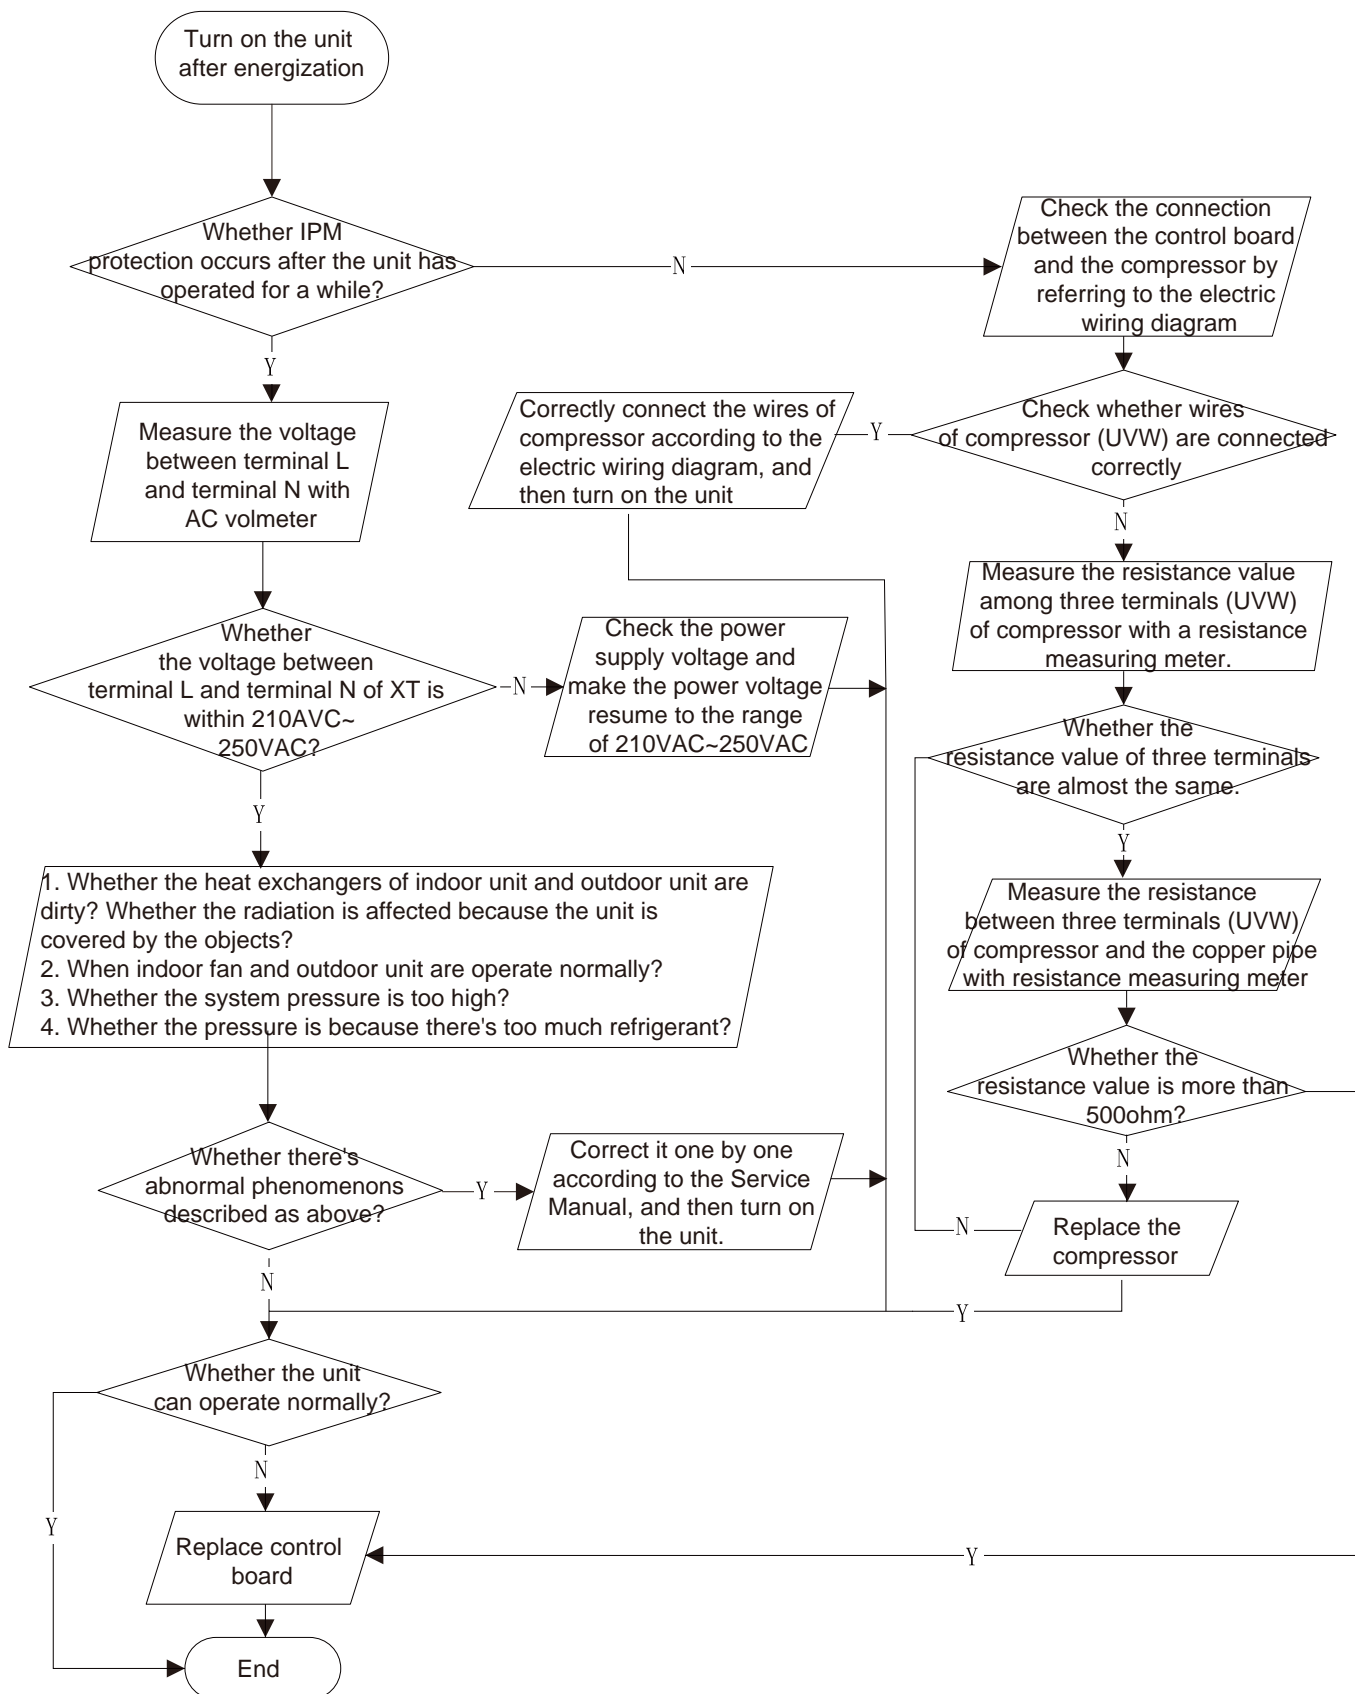 Turn on the unit
after energization
Whether IPM
protection occurs after the unit has
operated for a while?
N
Check the connection
between the control board
and the compressor by
referring to the electric
wiring diagram
Y
Measure the voltage
between terminal L
and terminal N with
AC volmeter
Correctly connect the wires of
compressor according to the
electric wiring diagram, and
then turn on the unit
Y
Check whether wires
of compressor (UVW) are connected
correctly
N
Measure the resistance value
among three terminals (UVW)
of compressor with a resistance
measuring meter.
Whether
the voltage between
terminal L and terminal N of XT is
within 210AVC~
250VAC?
N
Check the power
supply voltage and
make the power voltage
resume to the range
of 210VAC~250VAC
Whether the
resistance value of three terminals
are almost the same.
Y
Y
1. Whether the heat exchangers of indoor unit and outdoor unit are
dirty? Whether the radiation is affected because the unit is
covered by the objects?
2. When indoor fan and outdoor unit are operate normally?
3. Whether the system pressure is too high?
4. Whether the pressure is because there's too much refrigerant?
Measure the resistance
between three terminals (UVW)
of compressor and the copper pipe
with resistance measuring meter
Whether the
resistance value is more than
500ohm?
N
Whether there's
abnormal phenomenons
described as above?
Y
Correct it one by one
according to the Service
Manual, and then turn on
the unit.
N
Replace the
compressor
N
Y
Whether the unit
can operate normally?
N
Y
Replace control
board
Y
End